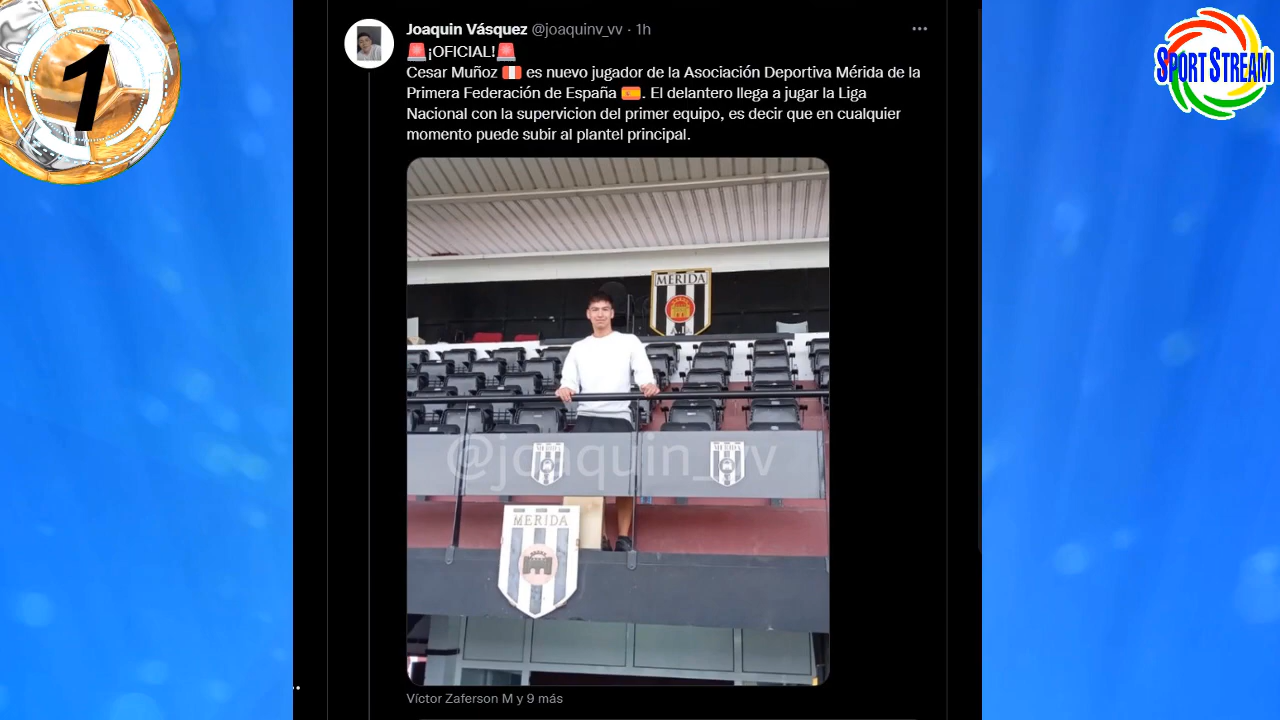 1
SPORT STREAM
Joaquin Vásquez @joaquinv_vv · 1h
🚨¡OFICIAL!🚨
Cesar Muñoz 🇵🇪 es nuevo jugador de la Asociación Deportiva Mérida de la
Primera Federación de España 🇪🇸. El delantero llega a jugar la Liga
Nacional con la supervicion del primer equipo, es decir que en cualquier
momento puede subir al plantel principal.
MÉRIDA
A.D.
@joaquin_vv
MERIDA
Víctor Zaferson M y 9 más